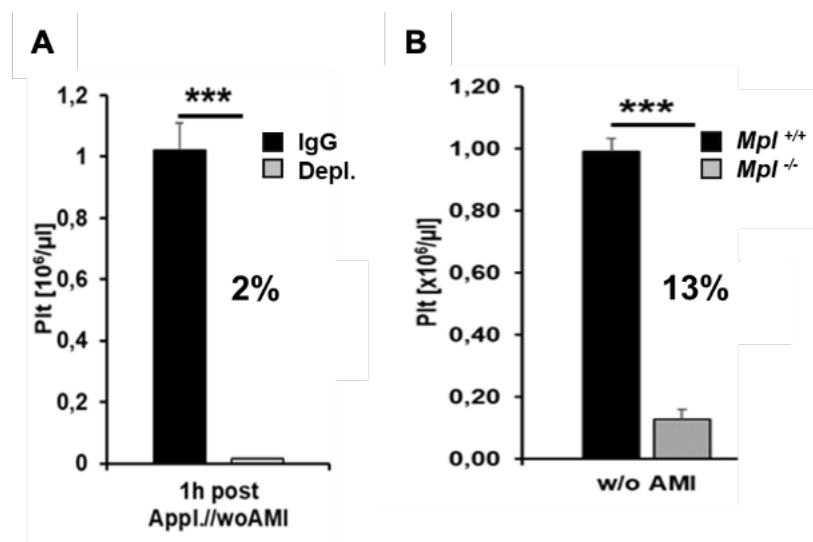 A
Plt [10⁶/µl]
1,2
1
0,8
0,6
0,4
0,2
0
***
IgG
Depl.
2%
1h post
Appl.//woAMI
B
Plt [x10⁶/µl]
1,20
1,00
0,80
0,60
0,40
0,20
0,00
***
Mpl +/+
Mpl -/-
13%
w/o AMI